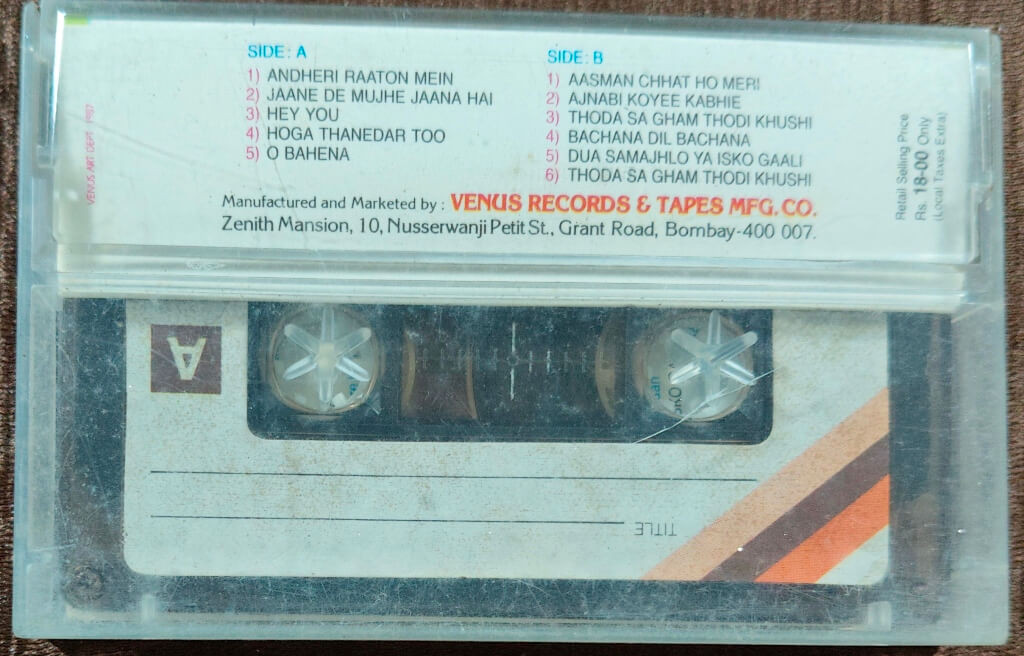 SIDE: A
1) ANDHERI RAATON MEIN
2) JAANE DE MUJHE JAANA HAI
3) HEY YOU
4) HOGA THANEDAR TOO
5) O BAHENA
SIDE: B
1) AASMAN CHHAT HO MERI
2) AJNABI KOYEE KABHIE
3) THODA SA GHAM THODI KHUSHI
4) BACHANA DIL BACHANA
5) DUA SAMAJHLO YA ISKO GAALI
6) THODA SA GHAM THODI KHUSHI
Manufactured and Marketed by : VENUS RECORDS & TAPES MFG. CO.
Zenith Mansion, 10, Nusserwanji Petit St., Grant Road, Bombay-400 007.
VENUS ART DEPT.
Retail Selling Price
Rs. 18-00 Only
(Local Taxes Extra)
A
TITLE